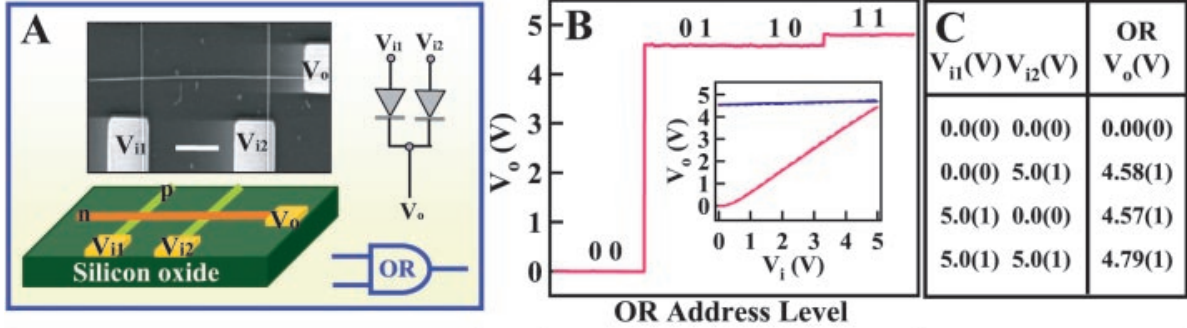 A
Vi1 Vi2
Vo
Vi1
Vi2
p
n
Vo
Vi1
Vi2
Silicon oxide
Vo
OR
B
5
4
3
2
1
0
Vo (V)
0 0
0 1
1 0
1 1
5
4
3
2
1
0
Vo (V)
0 1 2 3 4 5
Vi (V)
OR Address Level
C
OR
Vi1(V) Vi2(V) Vo(V)
0.0(0) 0.0(0) 0.00(0)
0.0(0) 5.0(1) 4.58(1)
5.0(1) 0.0(0) 4.57(1)
5.0(1) 5.0(1) 4.79(1)